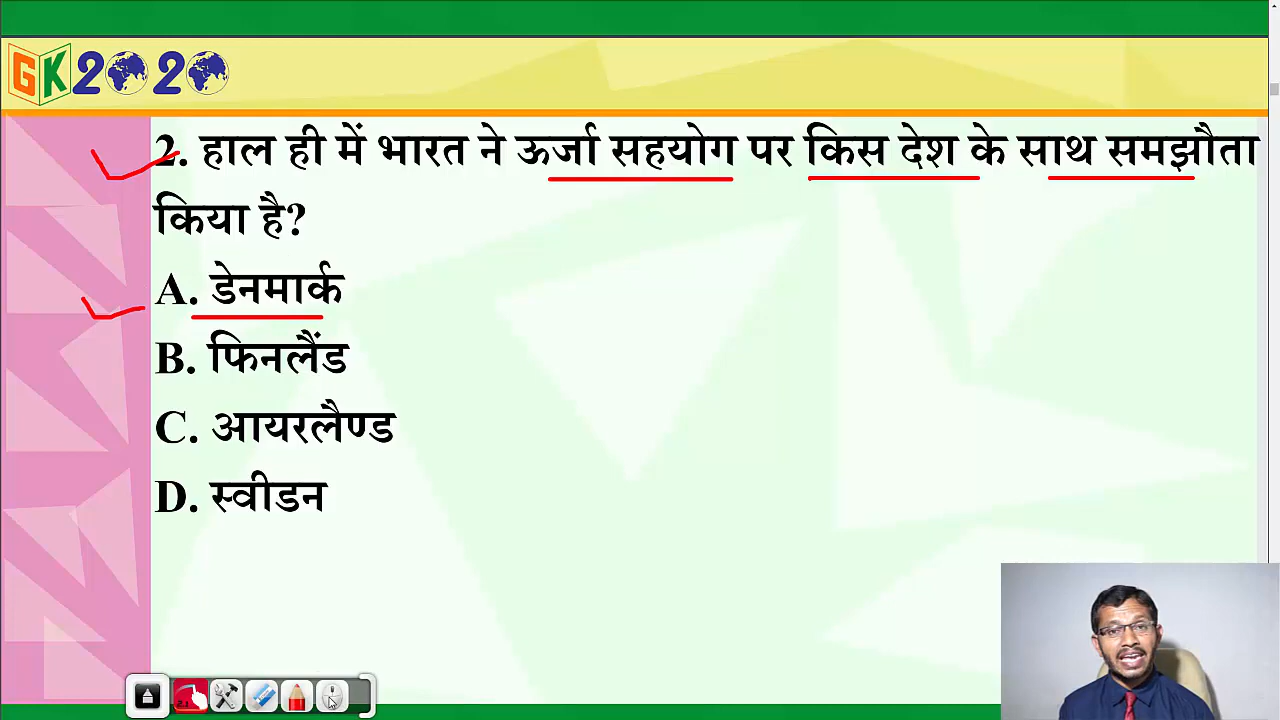 GK2020
2. हाल ही में भारत ने ऊर्जा सहयोग पर किस देश के साथ समझौता
किया है?
A. डेनमार्क
B. फिनलैंड
C. आयरलैण्ड
D. स्वीडन